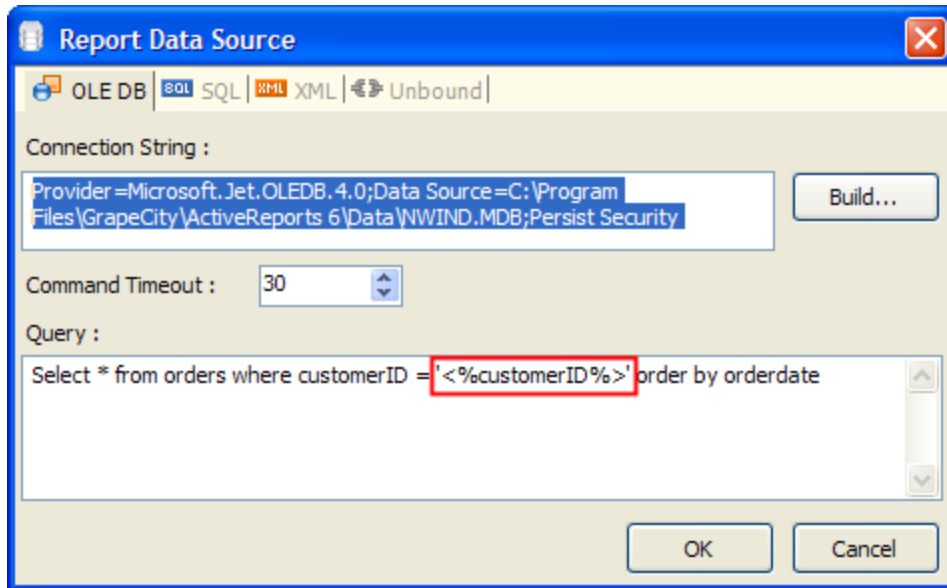 Report Data Source
OLE DB SQL XML Unbound
Connection String :
Provider=Microsoft.Jet.OLEDB.4.0;Data Source=C:\Program
Files\GrapeCity\ActiveReports 6\Data\NWIND.MDB;Persist Security
Build...
Command Timeout : 30
Query :
Select * from orders where customerID = '<%customerID%>' order by orderdate
OK Cancel